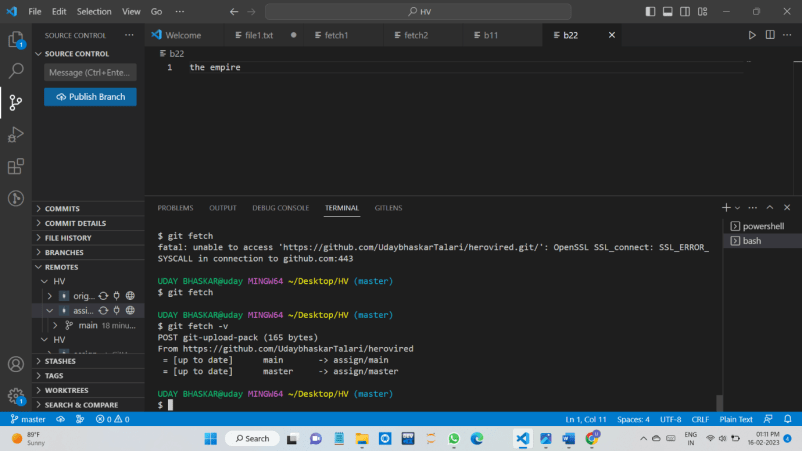 File Edit Selection View Go ··· HV
SOURCE CONTROL ···
Welcome file1.txt fetch1 fetch2 b11 b22
SOURCE CONTROL
b22
Message (Ctrl+Ente...
1 the empire
Publish Branch
PROBLEMS OUTPUT DEBUG CONSOLE TERMINAL GITLENS
powershell
bash
$ git fetch
fatal: unable to access 'https://github.com/UdaybhaskarTalari/herovired.git/': OpenSSL SSL_connect: SSL_ERROR_
SYSCALL in connection to github.com:443
UDAY BHASKAR@uday MINGW64 ~/Desktop/HV (master)
$ git fetch
UDAY BHASKAR@uday MINGW64 ~/Desktop/HV (master)
$ git fetch -v
POST git-upload-pack (165 bytes)
From https://github.com/UdaybhaskarTalari/herovired
= [up to date] main -> assign/main
= [up to date] master -> assign/master
UDAY BHASKAR@uday MINGW64 ~/Desktop/HV (master)
$
COMMITS
COMMIT DETAILS
FILE HISTORY
BRANCHES
REMOTES
HV
orig...
assi...
main 18 minu...
HV
STASHES
TAGS
WORKTREES
SEARCH & COMPARE
master 0 0 Ln 1, Col 11 Spaces: 4 UTF-8 CRLF Plain Text
89°F
Sunny
Search
ENG
IN
01:11 PM
16-02-2023